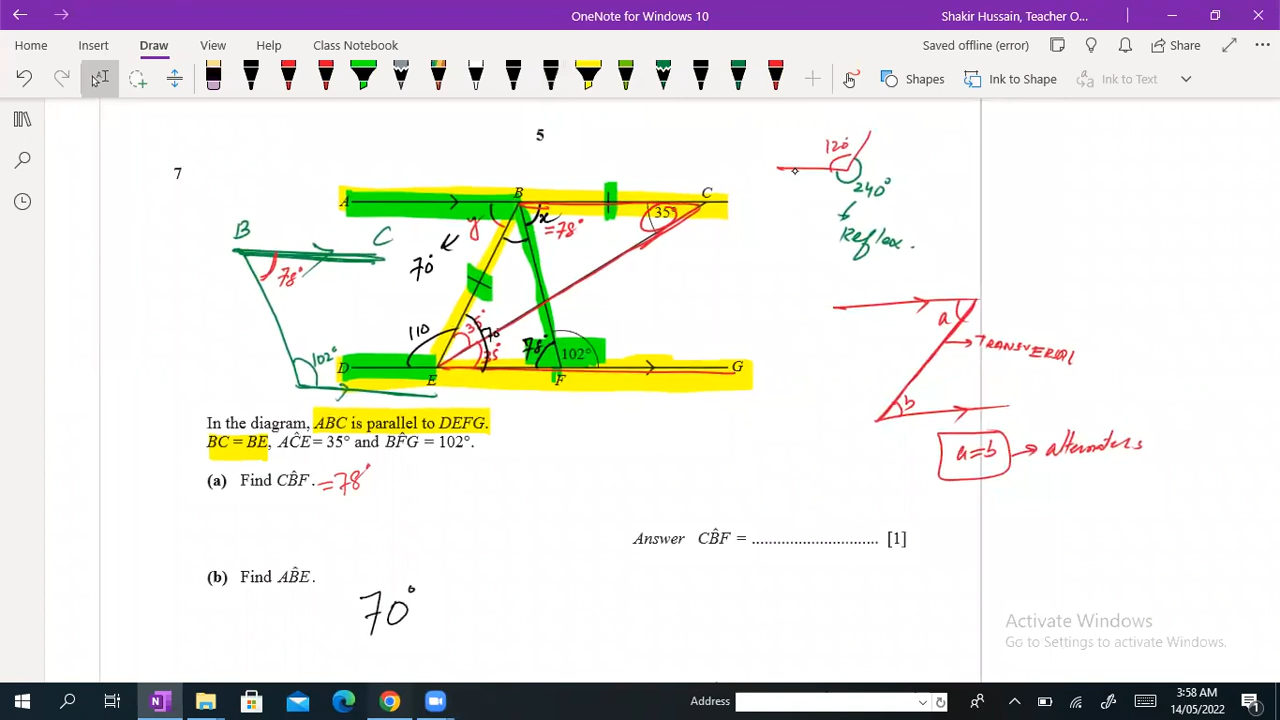 OneNote for Windows 10
Shakir Hussain, Teacher O...
Home Insert Draw View Help Class Notebook
Saved offline (error)
Share
Shapes
Ink to Shape
Ink to Text
5
7
120°
240°
Reflex.
A B C
y x 35°
=78°
70°
B C
78°
102°
110 35° 70
35° 78° 102°
D E F G
a
TRANSVERSAL
b
a=b → alternaters
In the diagram, ABC is parallel to DEFG.
BC = BE, AĈE = 35° and BF̂G = 102°.
(a) Find CB̂F. =78°
Answer CB̂F = .............................. [1]
(b) Find AB̂E.
70°
Activate Windows
Go to Settings to activate Windows.
Address
3:58 AM
14/05/2022
1